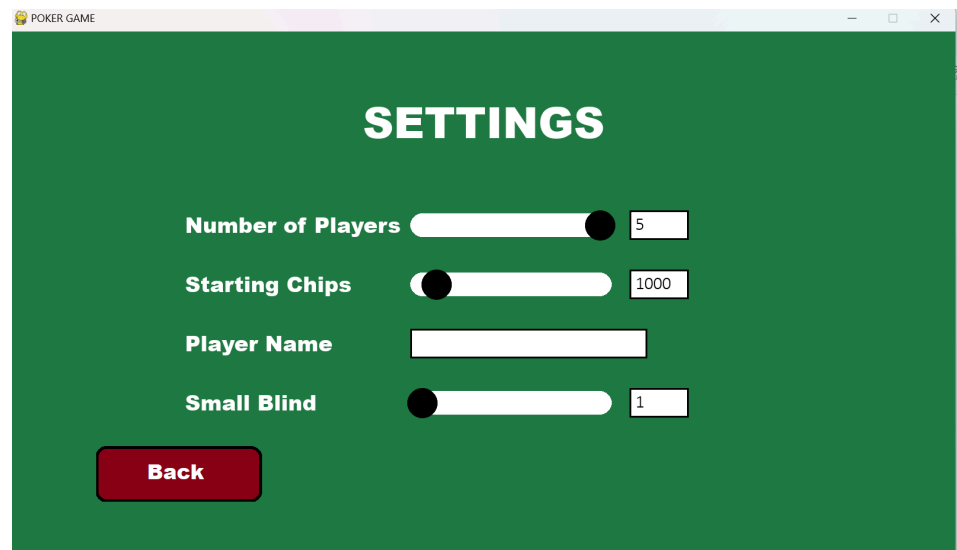 POKER GAME
SETTINGS
Number of Players 5
Starting Chips 1000
Player Name
Small Blind 1
Back